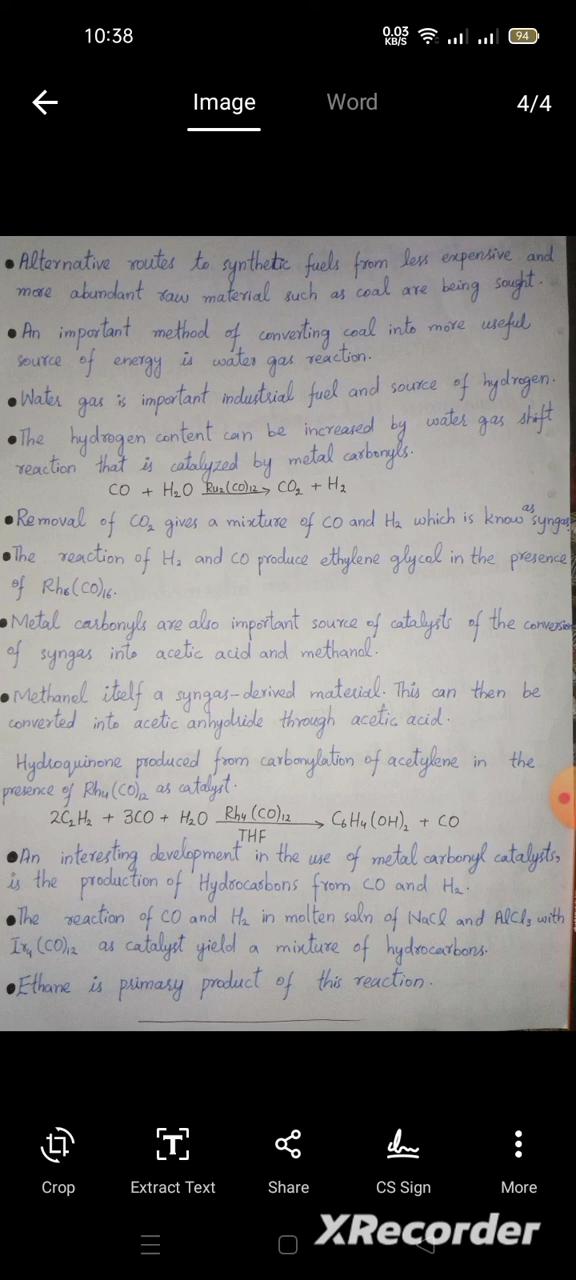 10:38
0.03
KB/S
94
Image
Word
4/4
• Alternative routes to synthetic fuels from less expensive and
more abundant raw material such as coal are being sought.
• An important method of converting coal into more useful
source of energy is water gas reaction.
• Water gas is important industrial fuel and source of hydrogen.
• The hydrogen content can be increased by water gas shift
reaction that is catalyzed by metal carbonyls.
CO + H₂O Ru₂(CO)₁₂→ CO₂ + H₂
• Removal of CO₂ gives a mixture of CO and H₂ which is know as syngas
• The reaction of H₂ and CO produce ethylene glycol in the presence
of Rh₆(CO)₁₆.
• Metal carbonyls are also important source of catalysts of the conversion
of syngas into acetic acid and methanol.
• Methanel itself a syngas-derived material. This can then be
converted into acetic anhydride through acetic acid.
Hydroquinone produced from carbonylation of acetylene in the
presence of Rh₄(CO)₁₂ as catalyst.
2C₂H₂ + 3CO + H₂O Rh₄(CO)₁₂→ C₆H₄(OH)₂ + CO
THF
• An interesting development in the use of metal carbonyl catalysts,
is the production of Hydrocarbons from CO and H₂.
• The reaction of CO and H₂ in molten soln of NaCl and AlCl₃ with
Ir₄(CO)₁₂ as catalyst yield a mixture of hydrocarbons.
• Ethane is primary product of this reaction.
Crop
Extract Text
Share
CS Sign
More
XRecorder